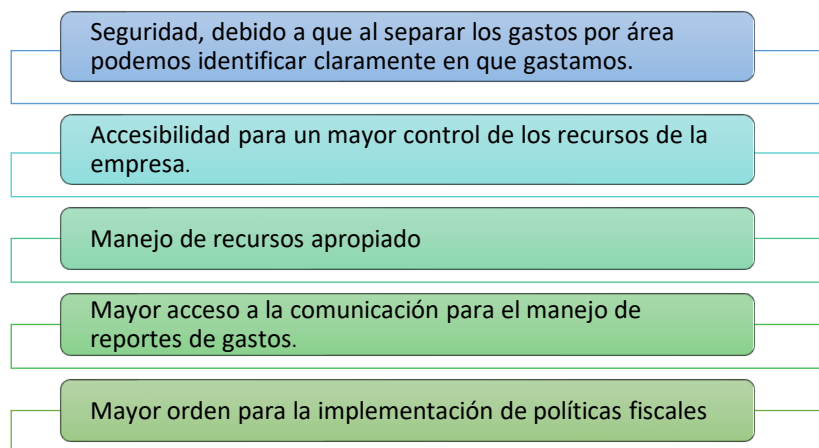 Seguridad, debido a que al separar los gastos por área
podemos identificar claramente en que gastamos.
Accesibilidad para un mayor control de los recursos de la
empresa.
Manejo de recursos apropiado
Mayor acceso a la comunicación para el manejo de
reportes de gastos.
Mayor orden para la implementación de políticas fiscales